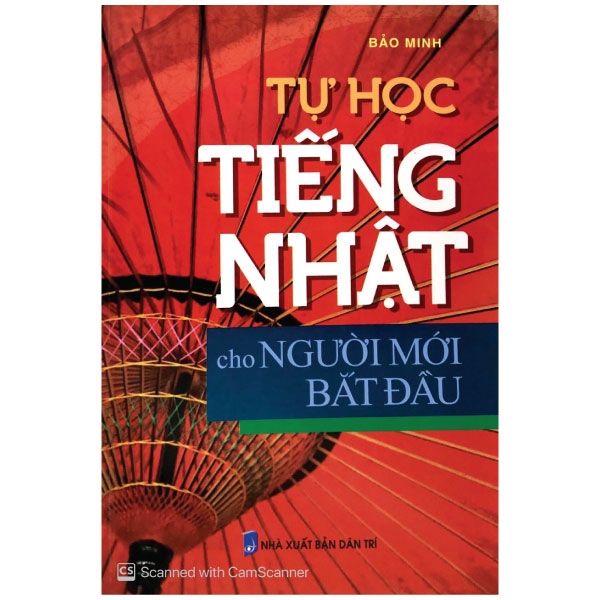 BẢO MINH
TỰ HỌC
TIẾNG
NHẬT
cho NGƯỜI MỚI
BẮT ĐẦU
NHÀ XUẤT BẢN DÂN TRÍ
CS Scanned with CamScanner